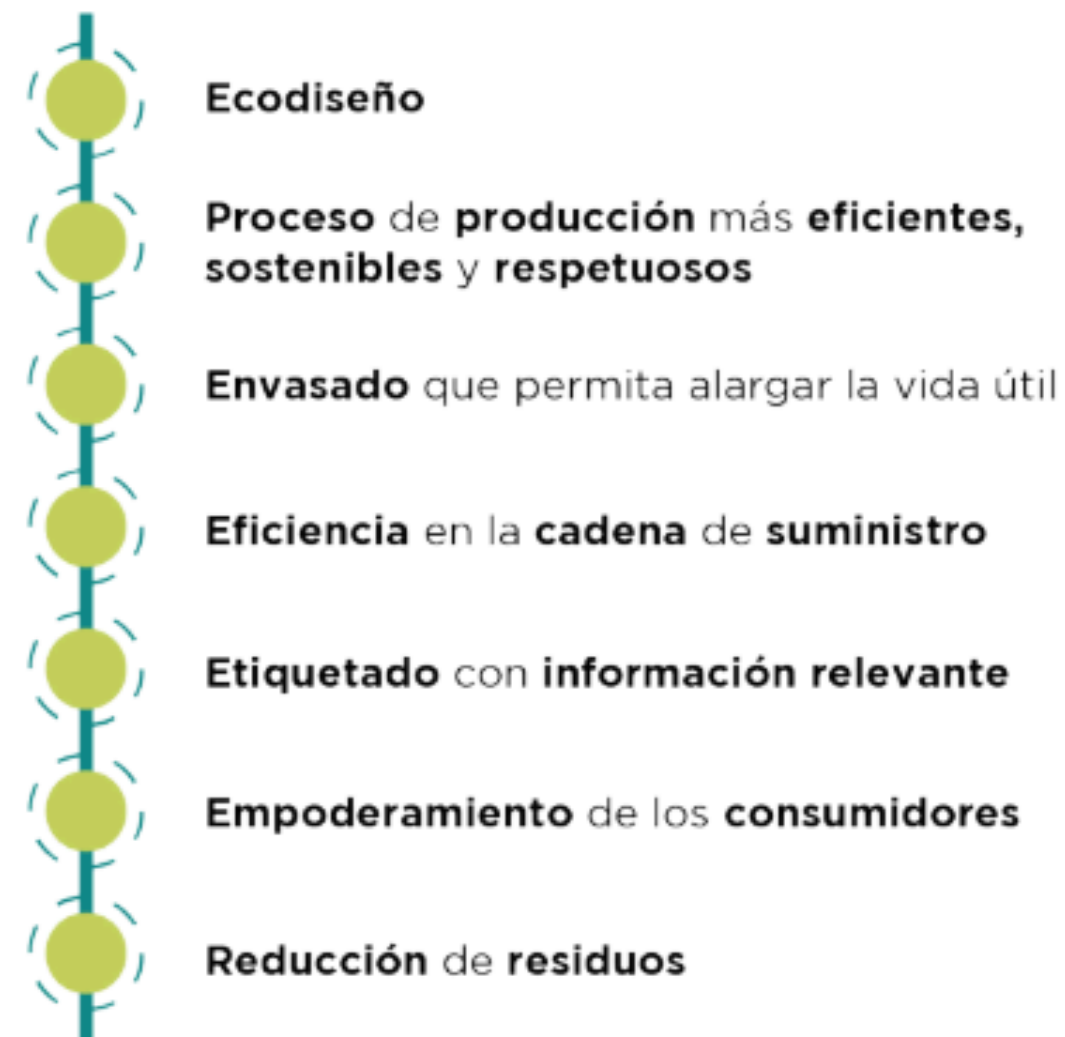 Ecodiseño
Proceso de producción más eficientes,
sostenibles y respetuosos
Envasado que permita alargar la vida útil
Eficiencia en la cadena de suministro
Etiquetado con información relevante
Empoderamiento de los consumidores
Reducción de residuos